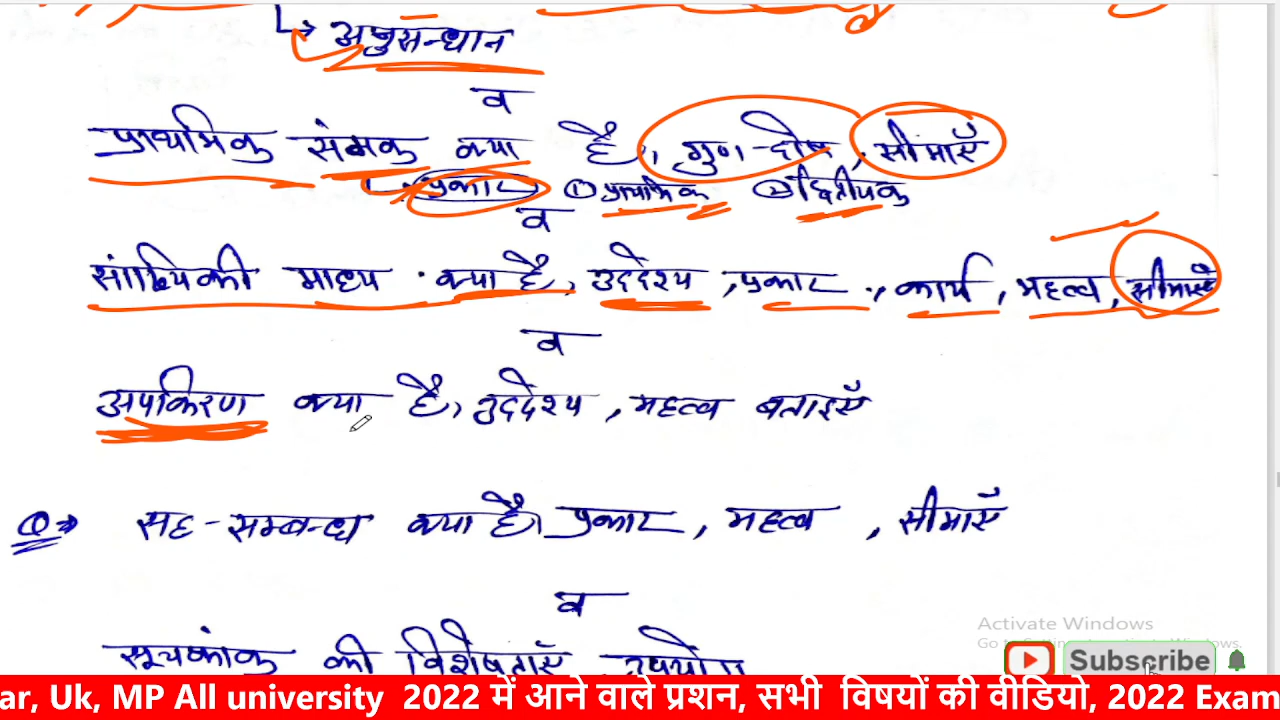 ↳ अनुसन्धान
व
प्राथमिक संमक क्या है, गुण-दोष, सीमाएँ
प्रकार ① प्राथमिक ② द्वितीयक
व
सांख्यिकी माध्य क्या है, उद्देश्य, प्रकार, कार्य, महत्व, सीमाएँ
व
अपकिरण क्या है, उद्देश्य, महत्व बताइएँ
Q⇒ सह-सम्बन्ध क्या है, प्रकार, महत्व, सीमाएँ
व
सूचकांक की विशेषताएँ उपयोग
Activate Windows
Subscribe
ar, Uk, MP All university 2022 में आने वाले प्रशन, सभी विषयों की वीडियो, 2022 Exam